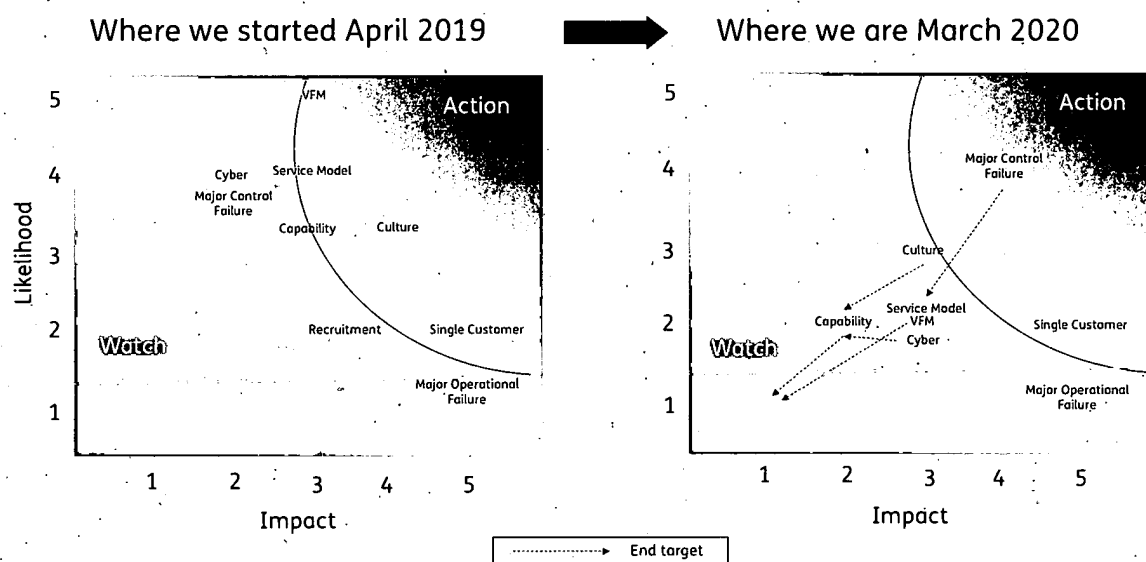 Where we started April 2019
Where we are March 2020
Likelihood
5
4
3
2
1
VFM
Action
Cyber
Service Model
Major Control
Failure
Capability
Culture
Recruitment
Single Customer
Watch
Major Operational
Failure
1
2
3
4
5
Impact
5
4
3
2
1
Action
Major Control
Failure
Culture
Service Model
Capability
VFM
Single Customer
Cyber
Watch
Major Operational
Failure
1
2
3
4
5
Impact
End target